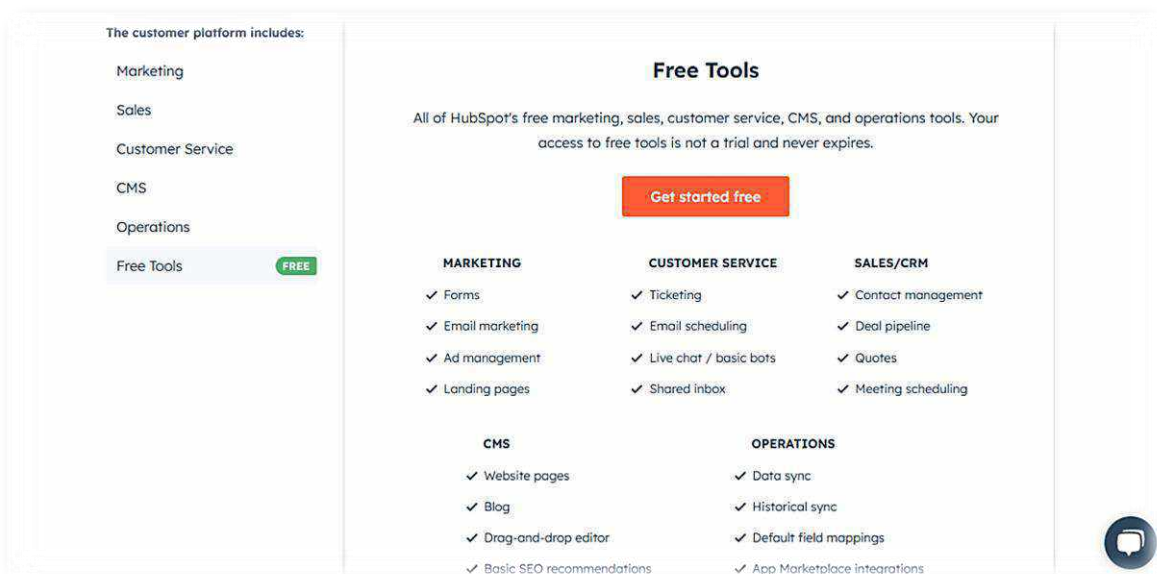 The customer platform includes:
Marketing
Sales
Customer Service
CMS
Operations
Free Tools
FREE
Free Tools
All of HubSpot's free marketing, sales, customer service, CMS, and operations tools. Your
access to free tools is not a trial and never expires.
Get started free
MARKETING
✓ Forms
✓ Email marketing
✓ Ad management
✓ Landing pages
CUSTOMER SERVICE
✓ Ticketing
✓ Email scheduling
✓ Live chat / basic bots
✓ Shared inbox
SALES/CRM
✓ Contact management
✓ Deal pipeline
✓ Quotes
✓ Meeting scheduling
CMS
✓ Website pages
✓ Blog
✓ Drag-and-drop editor
✓ Basic SEO recommendations
OPERATIONS
✓ Data sync
✓ Historical sync
✓ Default field mappings
✓ App Marketplace integrations